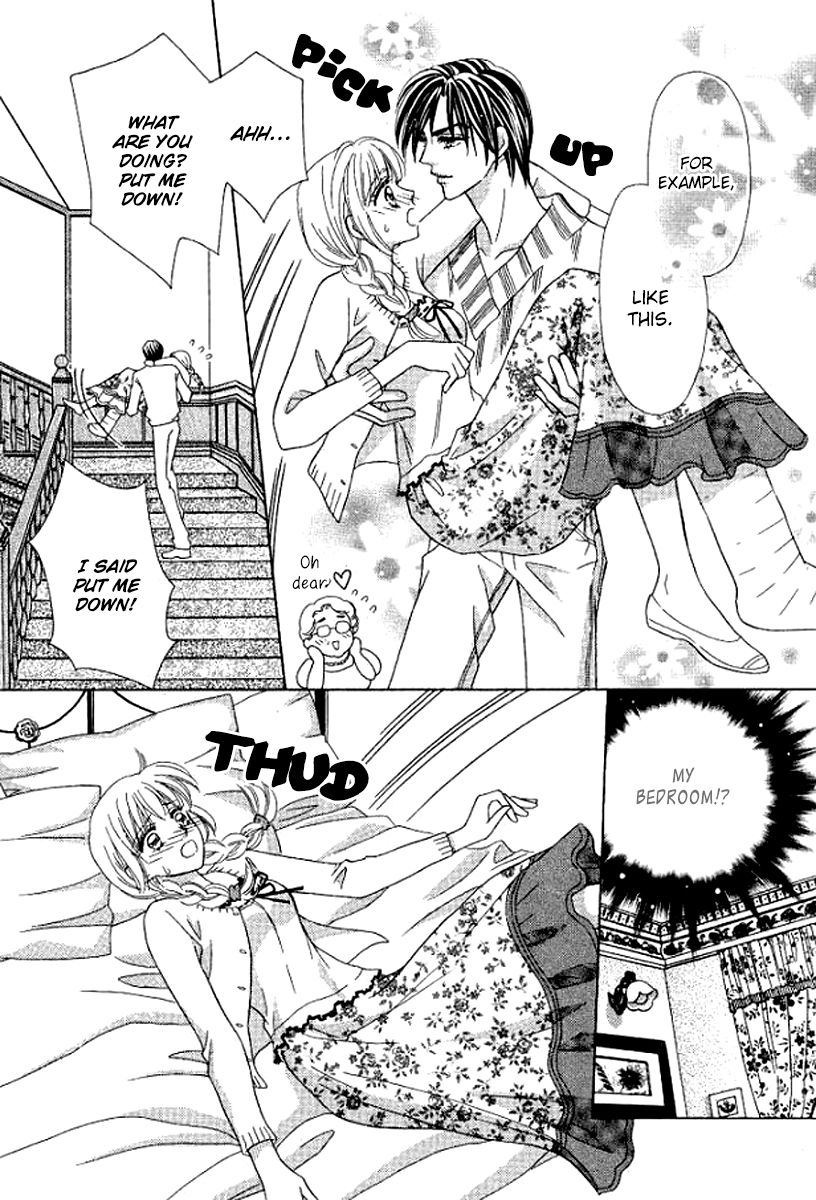 FOR
EXAMPLE,
LIKE
THIS.
PICK
UP
Oh
dear
AHH...
WHAT
ARE YOU
DOING?
PUT ME
DOWN!
I SAID
PUT ME
DOWN!
MY
BEDROOM!?
THUD